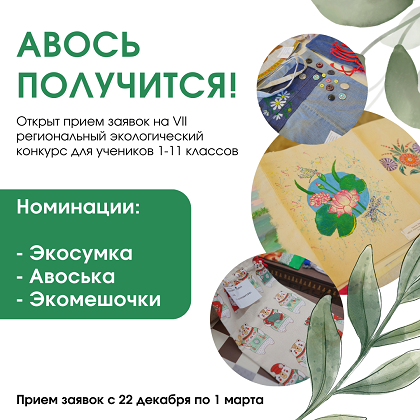 АВОСЬ
ПОЛУЧИТСЯ!
Открыт прием заявок на VII
региональный экологический
конкурс для учеников 1-11 классов
Номинации:
- Экосумка
- Авоська
- Экомешочки
Прием заявок с 22 декабря по 1 марта